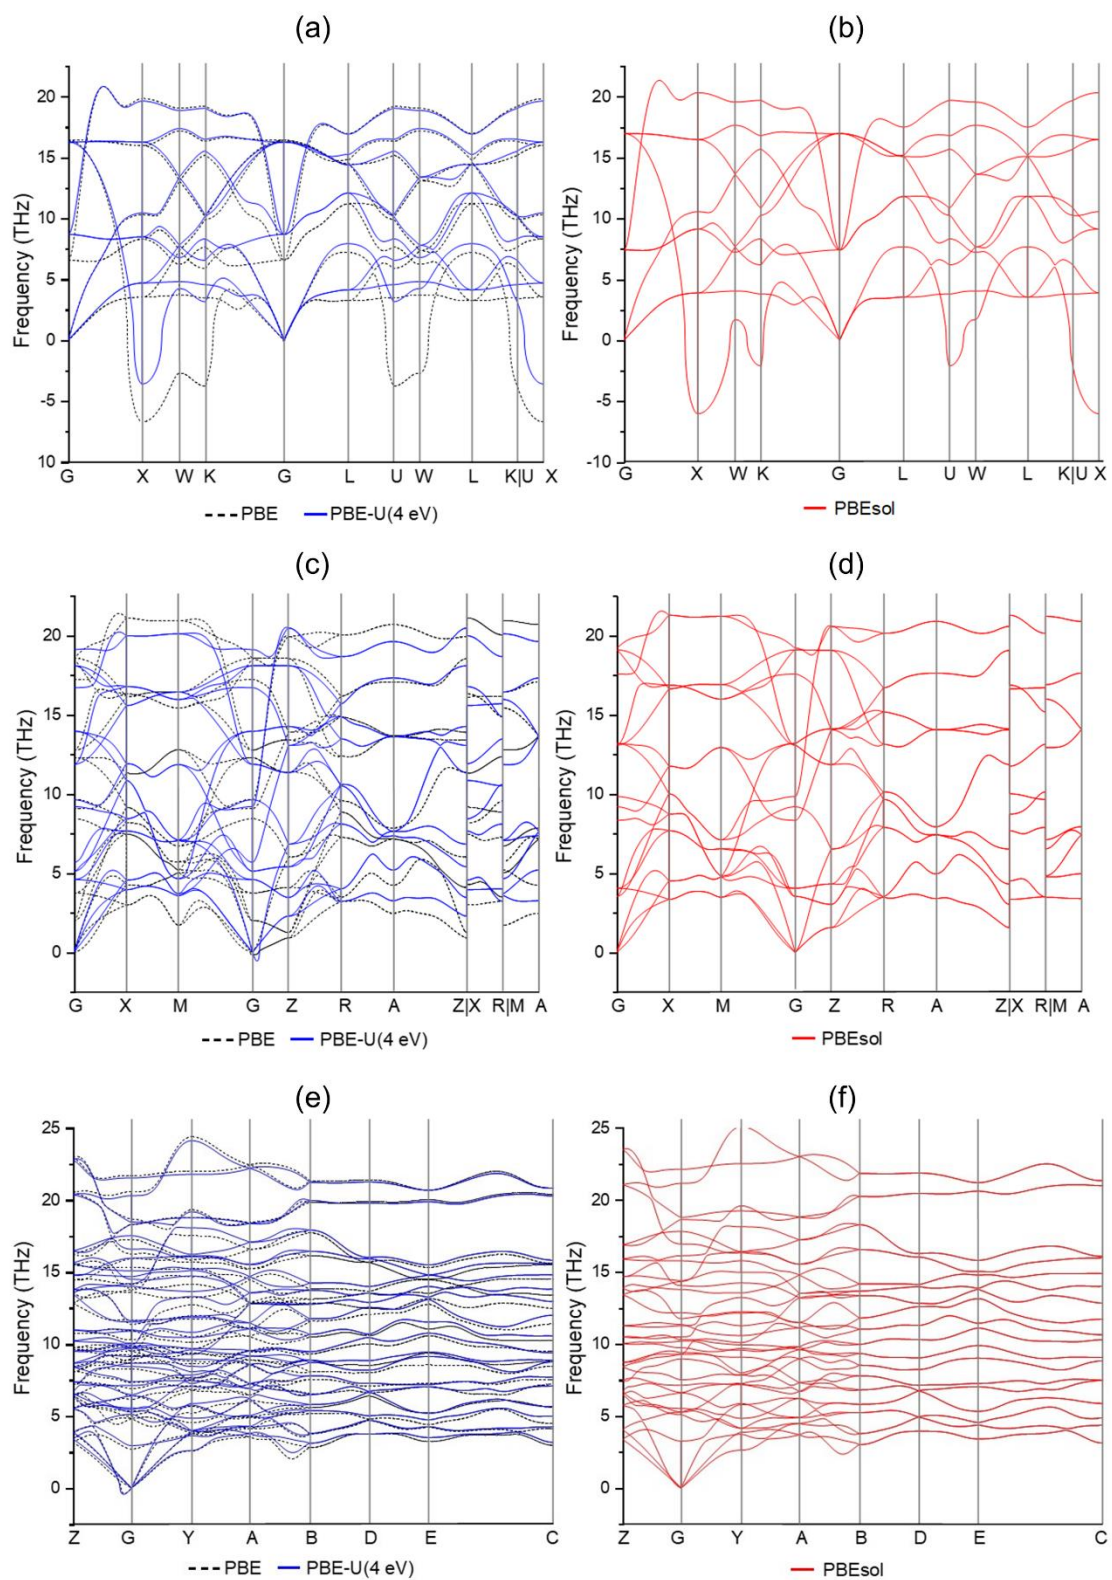 (a) (b)
20
15
10
5
0
-5
10
Frequency (THz)
G X W K G L U W L K|U X
PBE PBE-U(4 eV)
20
15
10
5
0
-5
-10
Frequency (THz)
G X W K G L U W L K|U X
PBEsol
(c) (d)
20
15
10
5
0
Frequency (THz)
G X M G Z R A Z|X R|M A
PBE PBE-U(4 eV)
20
15
10
5
0
Frequency (THz)
G X M G Z R A Z|X R|M A
PBEsol
(e) (f)
25
20
15
10
5
0
Frequency (THz)
Z G Y A B D E C
PBE PBE-U(4 eV)
25
20
15
10
5
0
Frequency (THz)
Z G Y A B D E C
PBEsol